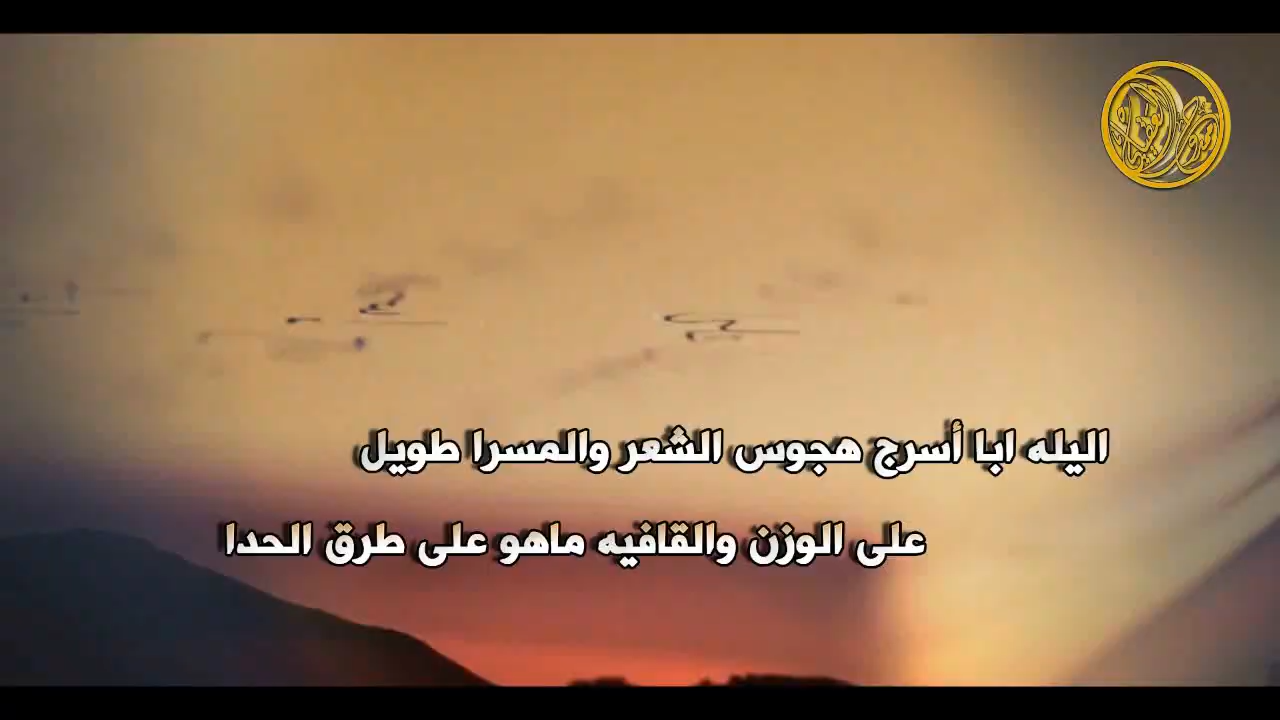 اليله ابا أسرج هجوس الشعر والمسرا طويل
على الوزن والقافيه ماهو على طرق الحدا